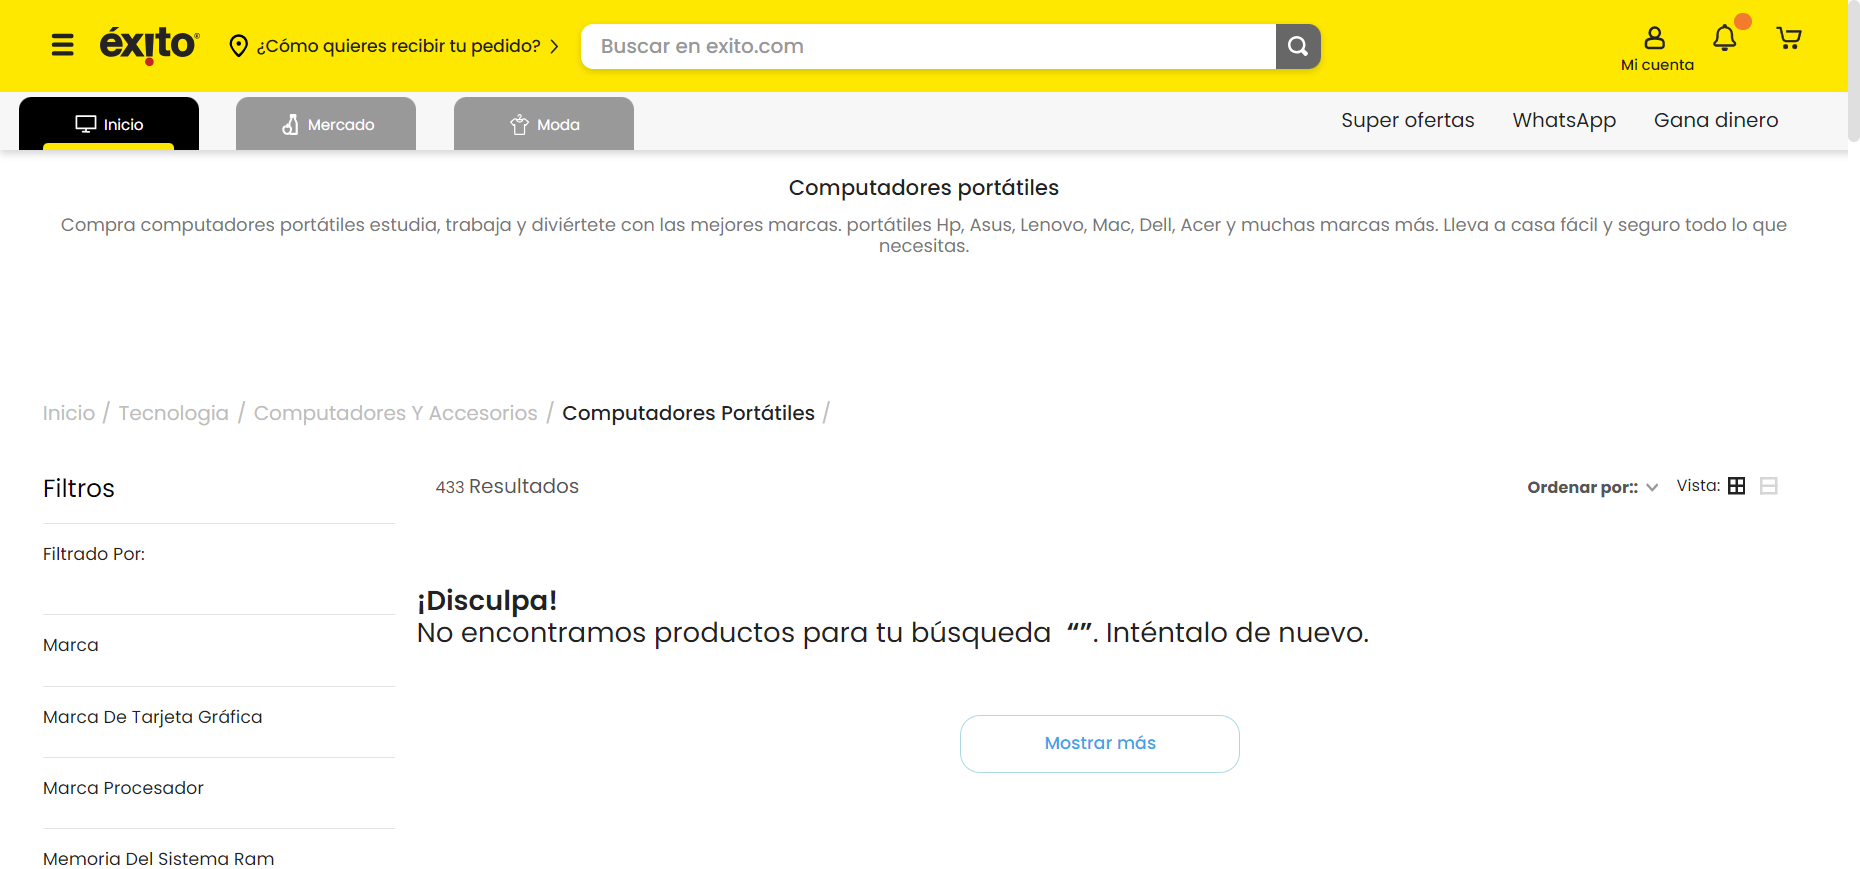 éxito
¿Cómo quieres recibir tu pedido?
Buscar en exito.com
Mi cuenta
Inicio
Mercado
Moda
Super ofertas
WhatsApp
Gana dinero
Computadores portátiles
Compra computadores portátiles estudia, trabaja y diviértete con las mejores marcas. portátiles Hp, Asus, Lenovo, Mac, Dell, Acer y muchas marcas más. Lleva a casa fácil y seguro todo lo que
necesitas.
Inicio / Tecnologia / Computadores Y Accesorios / Computadores Portátiles /
Filtros
433 Resultados
Ordenar por::
Vista:
Filtrado Por:
¡Disculpa!
No encontramos productos para tu búsqueda “”. Inténtalo de nuevo.
Marca
Marca De Tarjeta Gráfica
Mostrar más
Marca Procesador
Memoria Del Sistema Ram